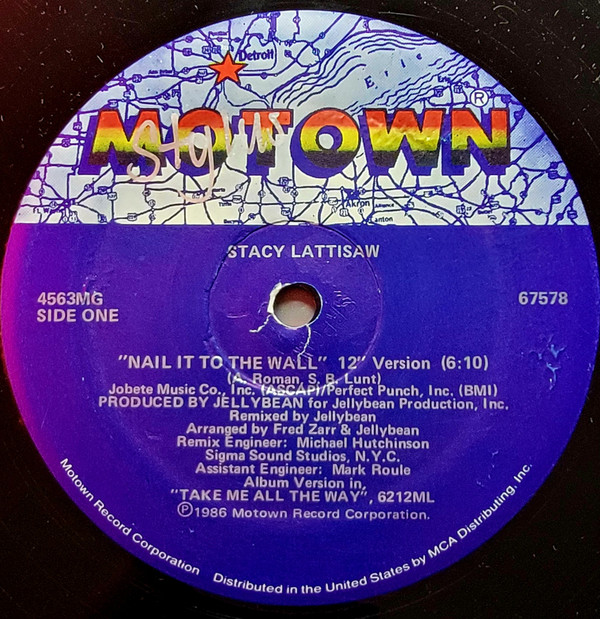 Detroit
Erie
MOTOWN®
Stylus
Akron
Canton
STACY LATTISAW
4563MG
67578
SIDE ONE
"NAIL IT TO THE WALL" 12" Version (6:10)
(A. Roman, S. B. Lunt)
Jobete Music Co., Inc. (ASCAP)/Perfect Punch, Inc. (BMI)
PRODUCED BY JELLYBEAN for Jellybean Production, Inc.
Remixed by Jellybean
Arranged by Fred Zarr & Jellybean
Remix Engineer: Michael Hutchinson
Sigma Sound Studios, N.Y.C.
Assistant Engineer: Mark Roule
Album Version in,
"TAKE ME ALL THE WAY", 6212ML
Ⓟ1986 Motown Record Corporation.
Motown Record Corporation Distributed in the United States by MCA Distributing, Inc.